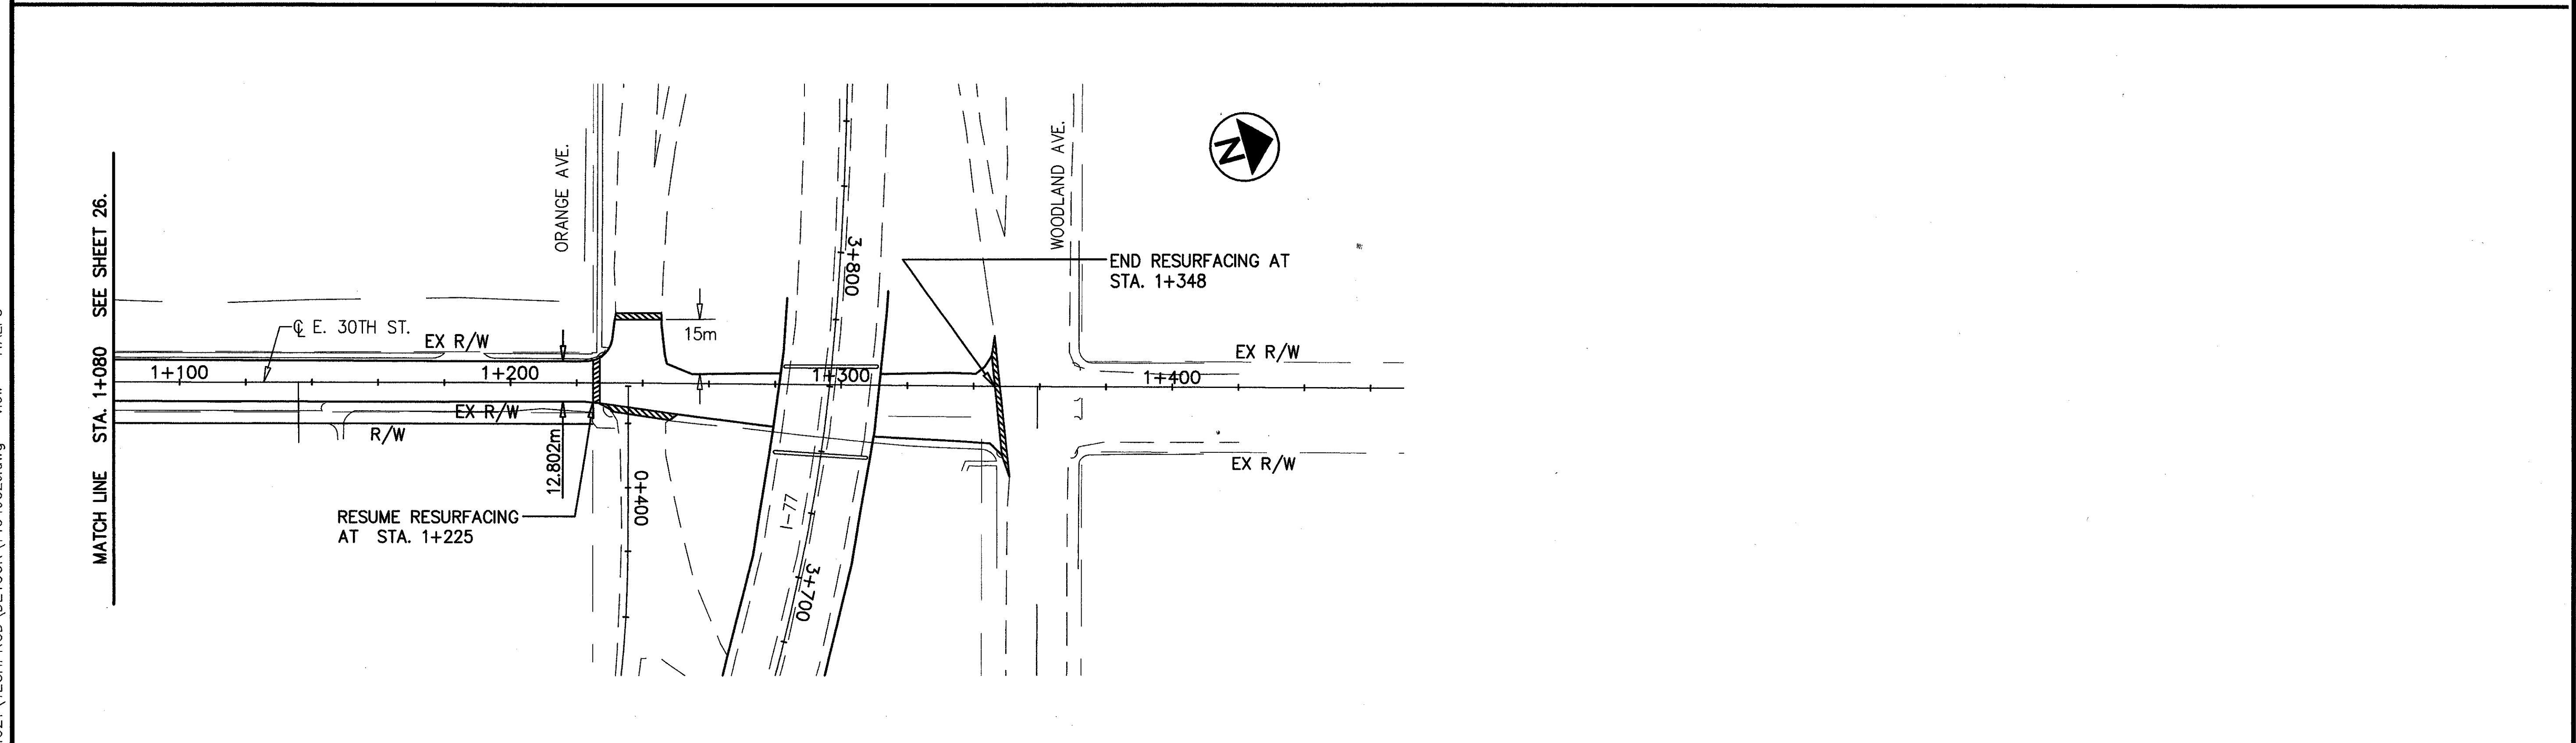 MATCH LINE STA. 1+080 SEE SHEET 26.
℄ E. 30TH ST.
EX R/W
1+100
1+200
EX R/W
R/W
12.802m
RESUME RESURFACING
AT STA. 1+225
ORANGE AVE.
15m
0+400
3+800
1+300
I-77
3+700
WOODLAND AVE.
END RESURFACING AT
STA. 1+348
N
EX R/W
1+400
EX R/W